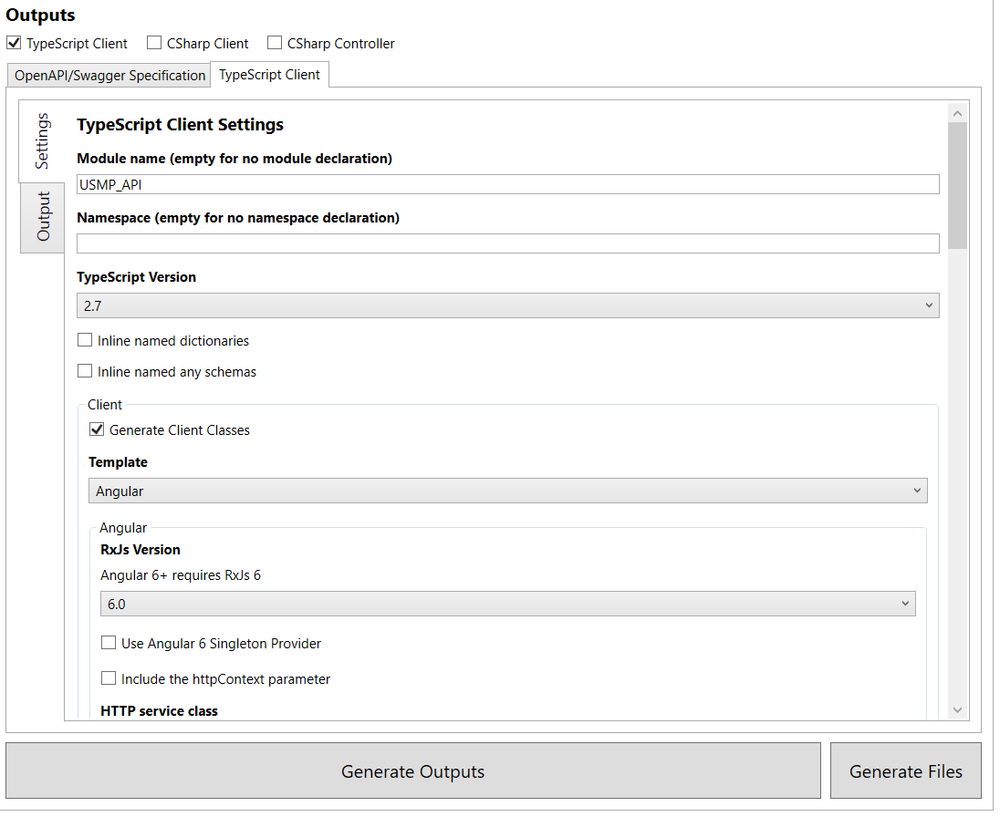 Outputs
TypeScript Client CSharp Client CSharp Controller
OpenAPI/Swagger Specification TypeScript Client
Settings
Output
TypeScript Client Settings
Module name (empty for no module declaration)
USMP_API
Namespace (empty for no namespace declaration)
TypeScript Version
2.7
Inline named dictionaries
Inline named any schemas
Client
Generate Client Classes
Template
Angular
Angular
RxJs Version
Angular 6+ requires RxJs 6
6.0
Use Angular 6 Singleton Provider
Include the httpContext parameter
HTTP service class
Generate Outputs Generate Files